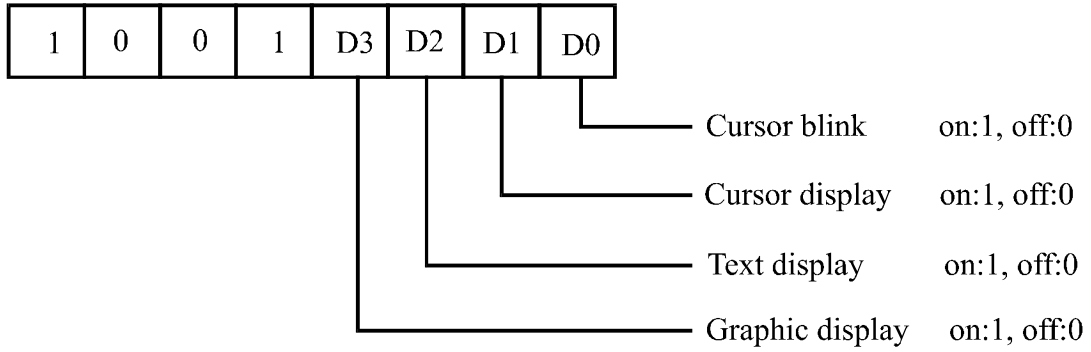 1 0 0 1 D3 D2 D1 D0
Cursor blink on:1, off:0
Cursor display on:1, off:0
Text display on:1, off:0
Graphic display on:1, off:0